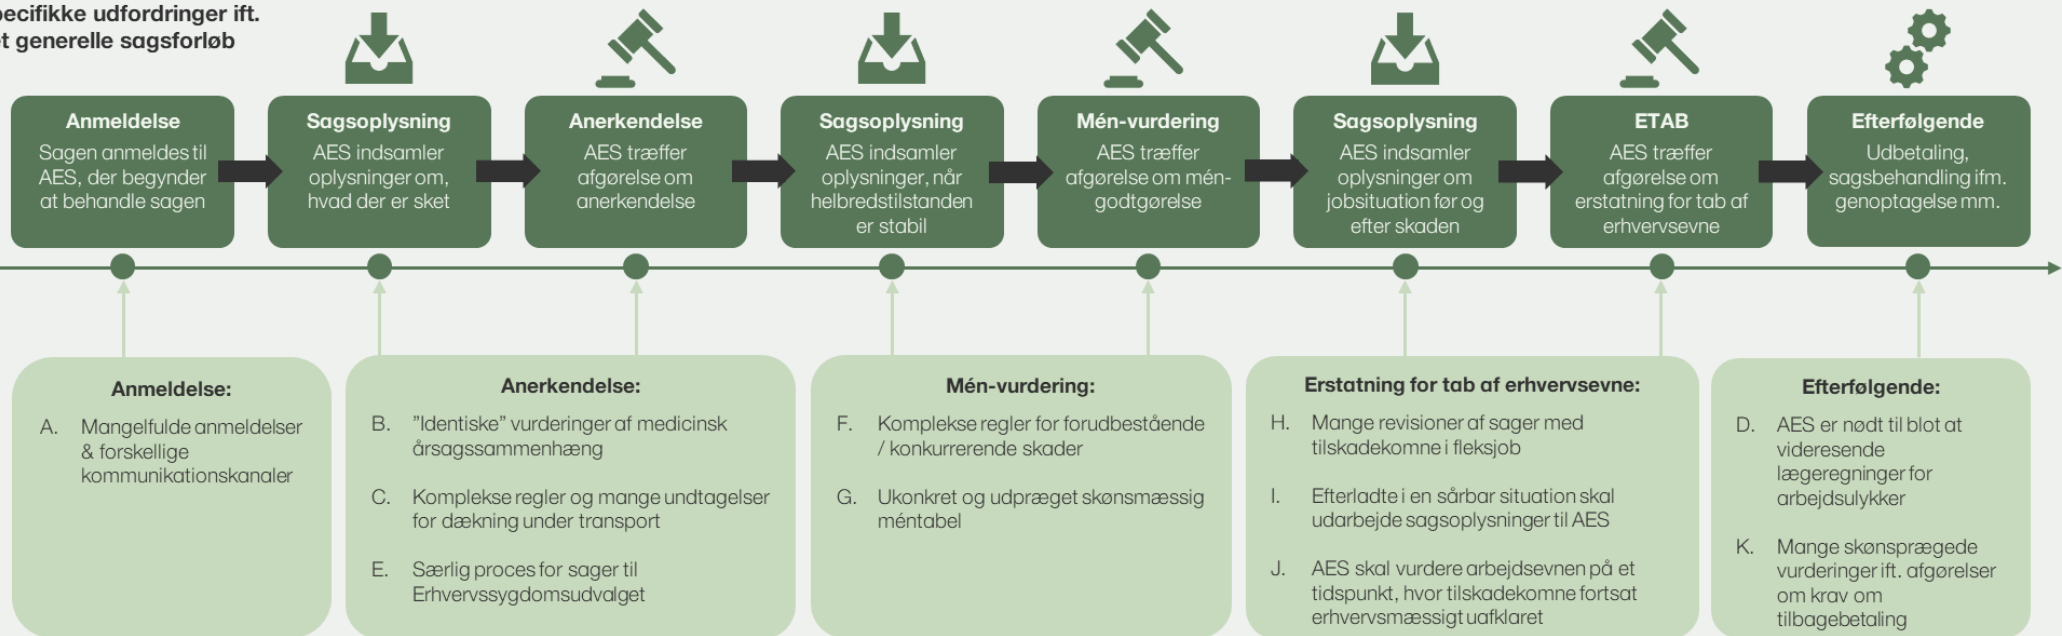 pecifikke udfordringer ift.
et generelle sagsforløb
Anmeldelse
Sagen anmeldes til
AES, der begynder
at behandle sagen
Sagsoplysning
AES indsamler
oplysninger om,
hvad der er sket
Anerkendelse
AES træffer
afgørelse om
anerkendelse
Sagsoplysning
AES indsamler
oplysninger, når
helbredstilstanden
er stabil
Mén-vurdering
AES træffer
afgørelse om mén-
godtgørelse
Sagsoplysning
AES indsamler
oplysninger om
jobsituation før og
efter skaden
ETAB
AES træffer
afgørelse om
erstatning for tab af
erhvervsevne
Efterfølgende
Udbetaling,
sagsbehandling ifm.
genoptagelse mm.
Anmeldelse:
A. Mangelfulde anmeldelser
& forskellige
kommunikationskanaler
Anerkendelse:
B. ”Identiske” vurderinger af medicinsk
årsagssammenhæng
C. Komplekse regler og mange undtagelser
for dækning under transport
E. Særlig proces for sager til
Erhvervssygdomsudvalget
Mén-vurdering:
F. Komplekse regler for forudbestående
/ konkurrerende skader
G. Ukonkret og udpræget skønsmæssig
méntabel
Erstatning for tab af erhvervsevne:
H. Mange revisioner af sager med
tilskadekomne i fleksjob
I. Efterladte i en sårbar situation skal
udarbejde sagsoplysninger til AES
J. AES skal vurdere arbejdsevnen på et
tidspunkt, hvor tilskadekomne fortsat
erhvervsmæssigt uafklaret
Efterfølgende:
D. AES er nødt til blot at
videresende
lægeregninger for
arbejdsulykker
K. Mange skønsprægede
vurderinger ift. afgørelser
om krav om
tilbagebetaling